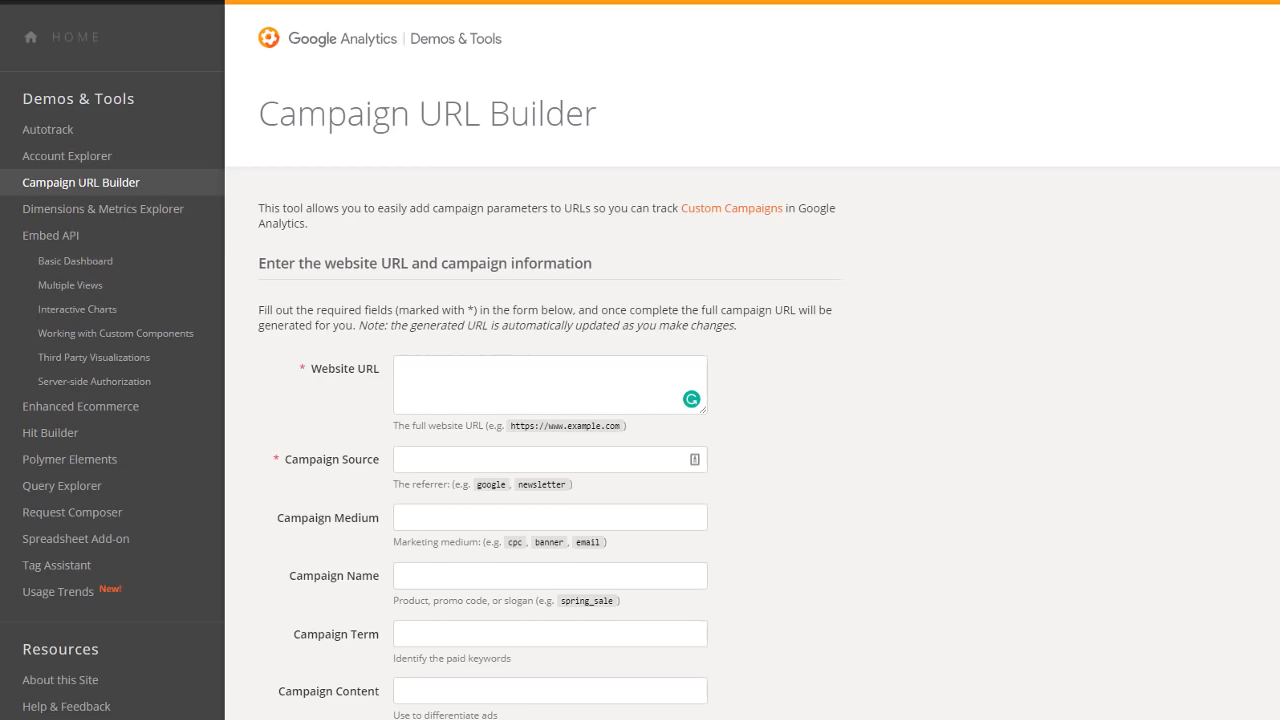 HOME
Demos & Tools
Autotrack
Account Explorer
Campaign URL Builder
Dimensions & Metrics Explorer
Embed API
Basic Dashboard
Multiple Views
Interactive Charts
Working with Custom Components
Third Party Visualizations
Server-side Authorization
Enhanced Ecommerce
Hit Builder
Polymer Elements
Query Explorer
Request Composer
Spreadsheet Add-on
Tag Assistant
Usage Trends New!
Resources
About this Site
Help & Feedback
Google Analytics | Demos & Tools
Campaign URL Builder
This tool allows you to easily add campaign parameters to URLs so you can track Custom Campaigns in Google
Analytics.
Enter the website URL and campaign information
Fill out the required fields (marked with *) in the form below, and once complete the full campaign URL will be
generated for you. Note: the generated URL is automatically updated as you make changes.
* Website URL
The full website URL (e.g. https://www.example.com )
* Campaign Source
The referrer: (e.g. google , newsletter )
Campaign Medium
Marketing medium: (e.g. cpc , banner , email )
Campaign Name
Product, promo code, or slogan (e.g. spring_sale )
Campaign Term
Identify the paid keywords
Campaign Content
Use to differentiate ads